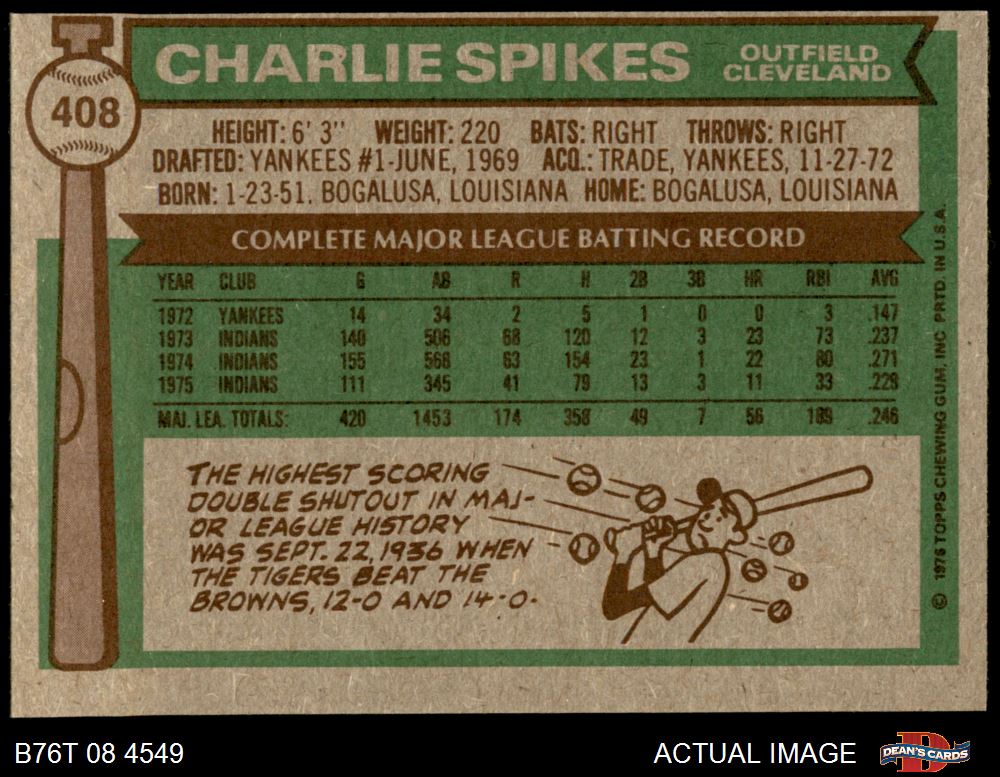 CHARLIE SPIKES
OUTFIELD
CLEVELAND
408
HEIGHT: 6' 3" WEIGHT: 220 BATS: RIGHT THROWS: RIGHT
DRAFTED: YANKEES #1-JUNE, 1969 ACQ.: TRADE, YANKEES, 11-27-72
BORN: 1-23-51. BOGALUSA, LOUISIANA HOME: BOGALUSA, LOUISIANA
COMPLETE MAJOR LEAGUE BATTING RECORD
YEAR CLUB G AB R H 2B 3B HR RBI AVG
1972 YANKEES 14 34 2 5 1 0 0 3 .147
1973 INDIANS 140 506 68 120 12 3 23 73 .237
1974 INDIANS 155 568 63 154 23 1 22 80 .271
1975 INDIANS 111 345 41 79 13 3 11 33 .229
MAJ. LEA. TOTALS: 420 1453 174 358 49 7 56 189 .246
THE HIGHEST SCORING
DOUBLE SHUTOUT IN MAJ-
OR LEAGUE HISTORY
WAS SEPT. 22, 1936 WHEN
THE TIGERS BEAT THE
BROWNS, 12-0 AND 14-0.
© 1976 TOPPS CHEWING GUM, INC PRTD. IN U.S.A.
B76T 08 4549
ACTUAL IMAGE
DEAN'S CARDS